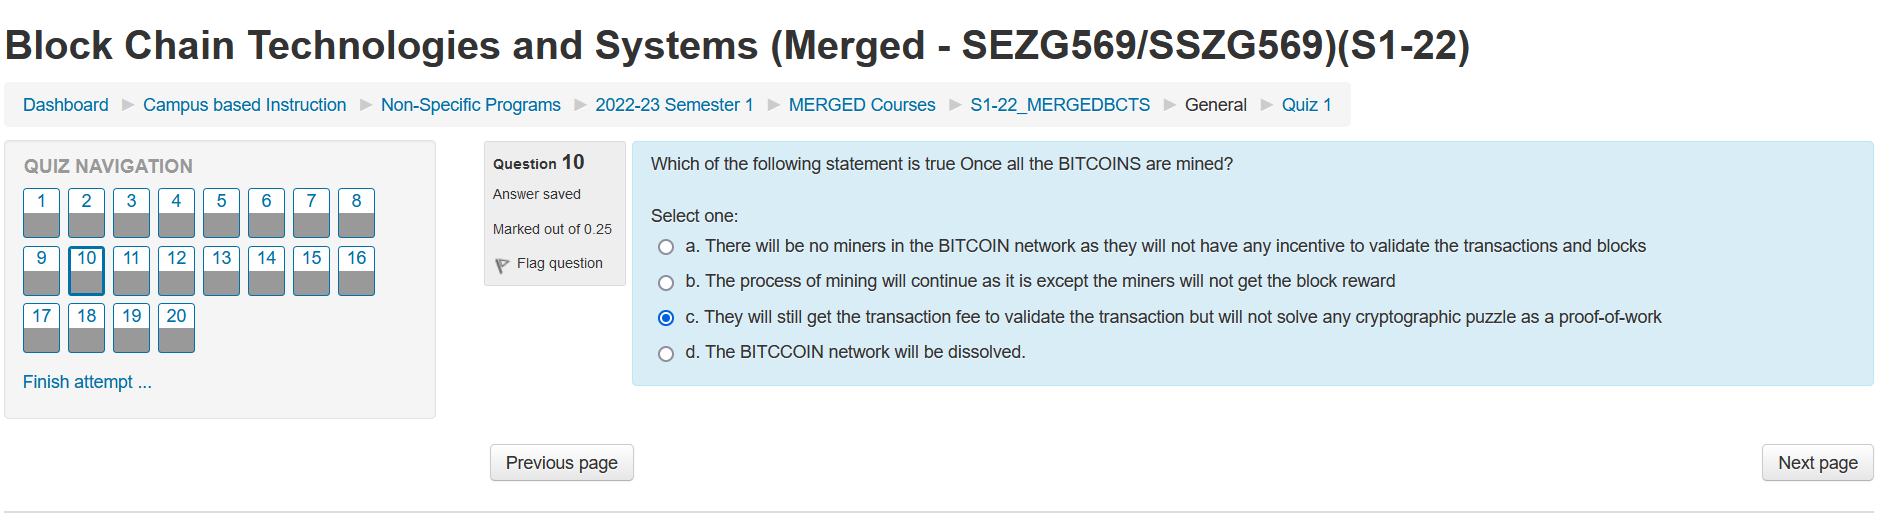 Block Chain Technologies and Systems (Merged - SEZG569/SSZG569)(S1-22)
Dashboard Campus based Instruction Non-Specific Programs 2022-23 Semester 1 MERGED Courses S1-22_MERGEDBCTS General Quiz 1
QUIZ NAVIGATION
1 2 3 4 5 6 7 8
9 10 11 12 13 14 15 16
17 18 19 20
Finish attempt ...
Question 10
Answer saved
Marked out of 0.25
Flag question
Which of the following statement is true Once all the BITCOINS are mined?
Select one:
a. There will be no miners in the BITCOIN network as they will not have any incentive to validate the transactions and blocks
b. The process of mining will continue as it is except the miners will not get the block reward
c. They will still get the transaction fee to validate the transaction but will not solve any cryptographic puzzle as a proof-of-work
d. The BITCCOIN network will be dissolved.
Previous page
Next page